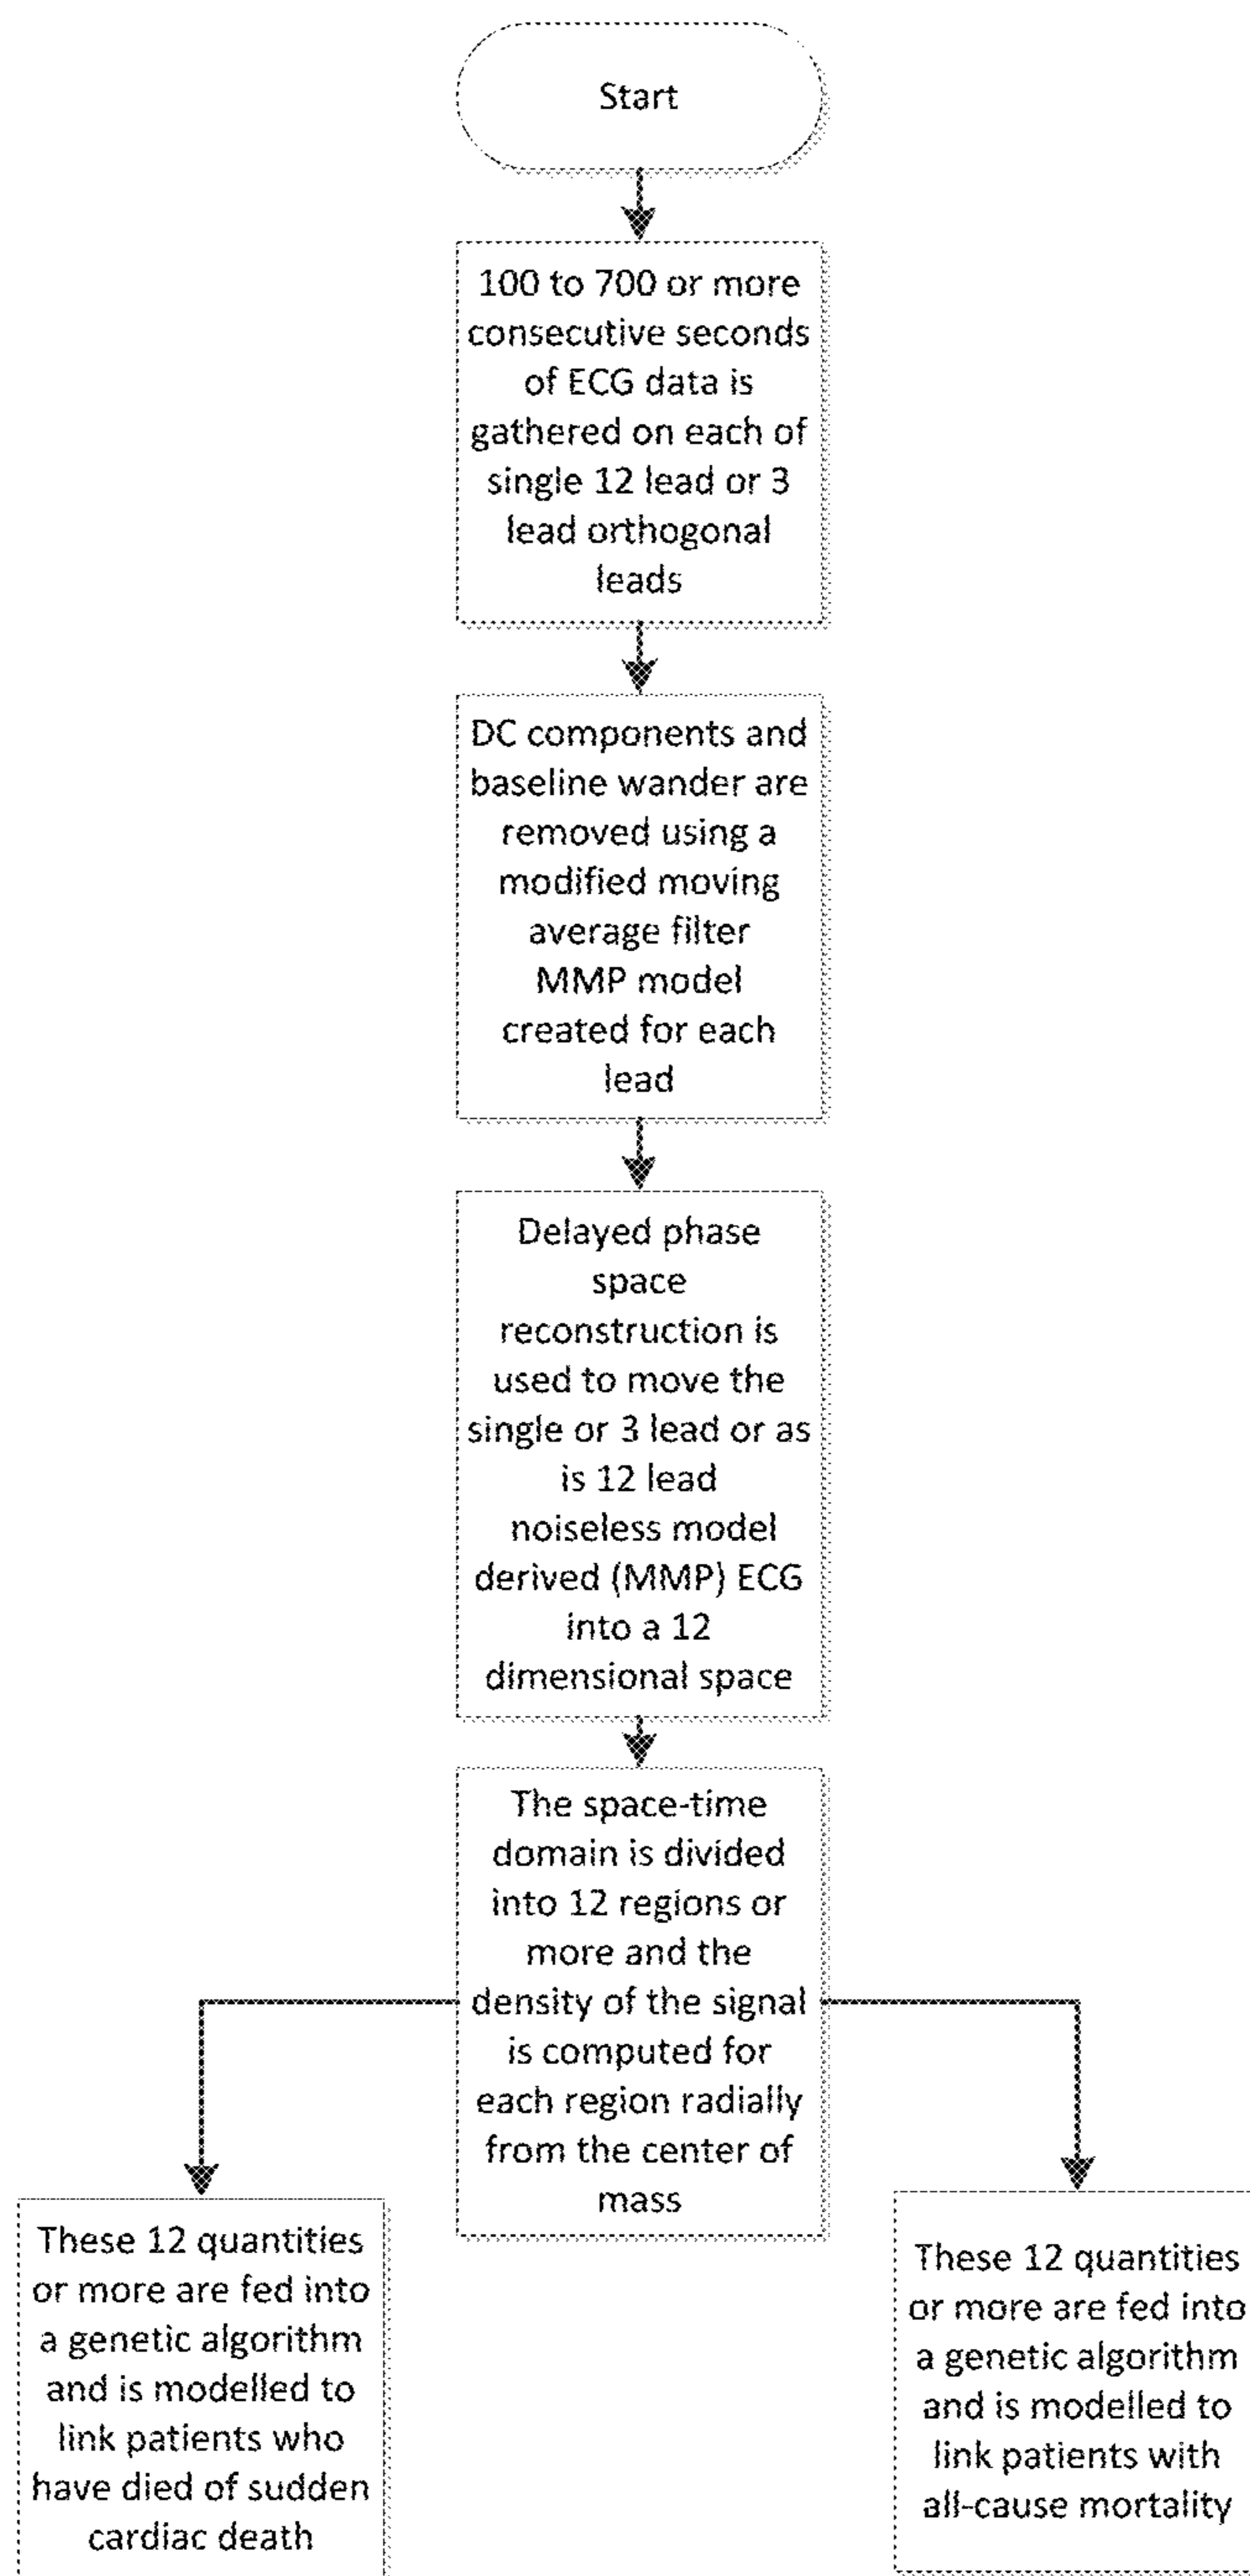 Start
100 to 700 or more
consecutive seconds
of ECG data is
gathered on each of
single 12 lead or 3
lead orthogonal
leads
DC components and
baseline wander are
removed using a
modified moving
average filter
MMP model
created for each
lead
Delayed phase
space
reconstruction is
used to move the
single or 3 lead or as
is 12 lead
noiseless model
derived (MMP) ECG
into a 12
dimensional space
The space-time
domain is divided
into 12 regions or
more and the
density of the signal
is computed for
each region radially
from the center of
mass
These 12 quantities
or more are fed into
a genetic algorithm
and is modelled to
link patients who
have died of sudden
cardiac death
These 12 quantities
or more are fed into
a genetic algorithm
and is modelled to
link patients with
all-cause mortality